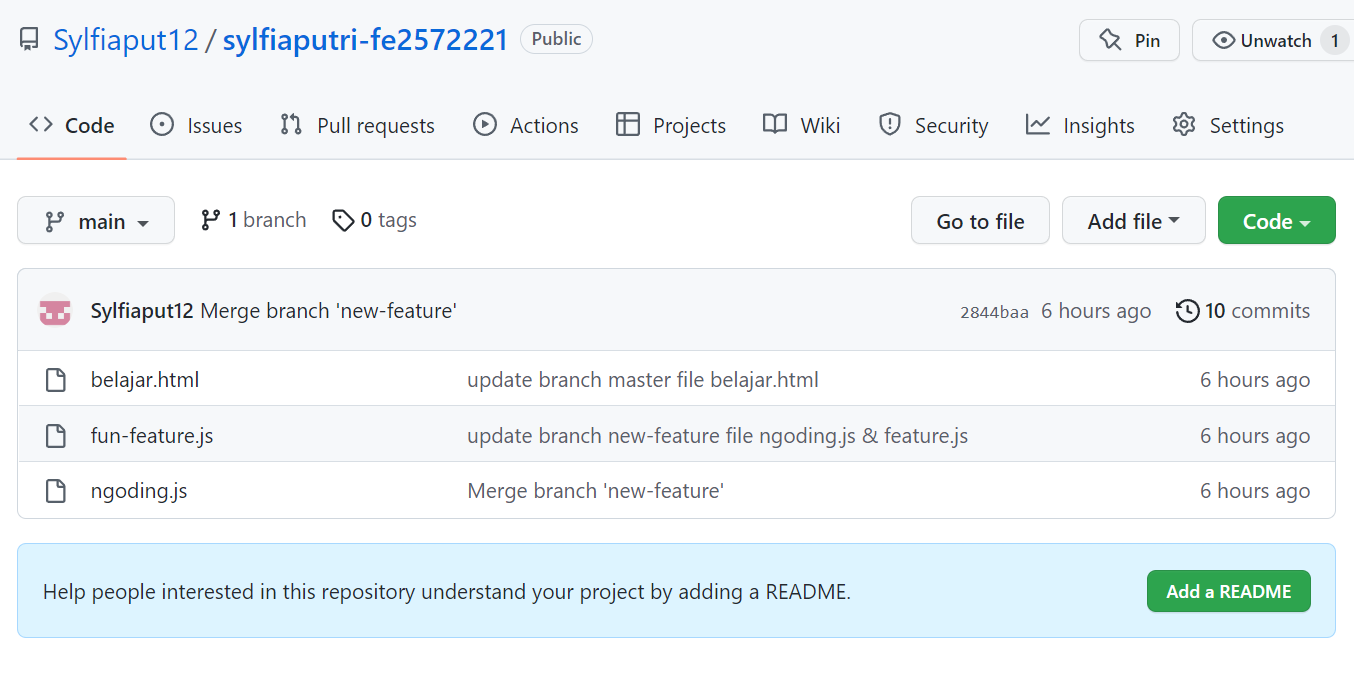 Sylfiaput12 / sylfiaputri-fe2572221 Public Pin Unwatch 1
Code Issues Pull requests Actions Projects Wiki Security Insights Settings
main 1 branch 0 tags Go to file Add file Code
Sylfiaput12 Merge branch 'new-feature' 2844baa 6 hours ago 10 commits
belajar.html update branch master file belajar.html 6 hours ago
fun-feature.js update branch new-feature file ngoding.js & feature.js 6 hours ago
ngoding.js Merge branch 'new-feature' 6 hours ago
Help people interested in this repository understand your project by adding a README. Add a README